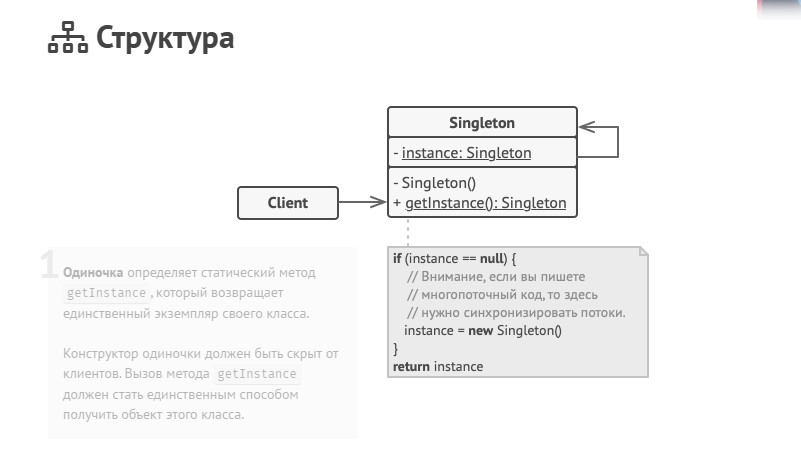 Структура
Singleton
- instance: Singleton
- Singleton()
+ getInstance(): Singleton
Client
1
Одиночка определяет статический метод
getInstance, который возвращает
единственный экземпляр своего класса.
Конструктор одиночки должен быть скрыт от
клиентов. Вызов метода getInstance
должен стать единственным способом
получить объект этого класса.
if (instance == null) {
// Внимание, если вы пишете
// многопоточный код, то здесь
// нужно синхронизировать потоки.
instance = new Singleton()
}
return instance